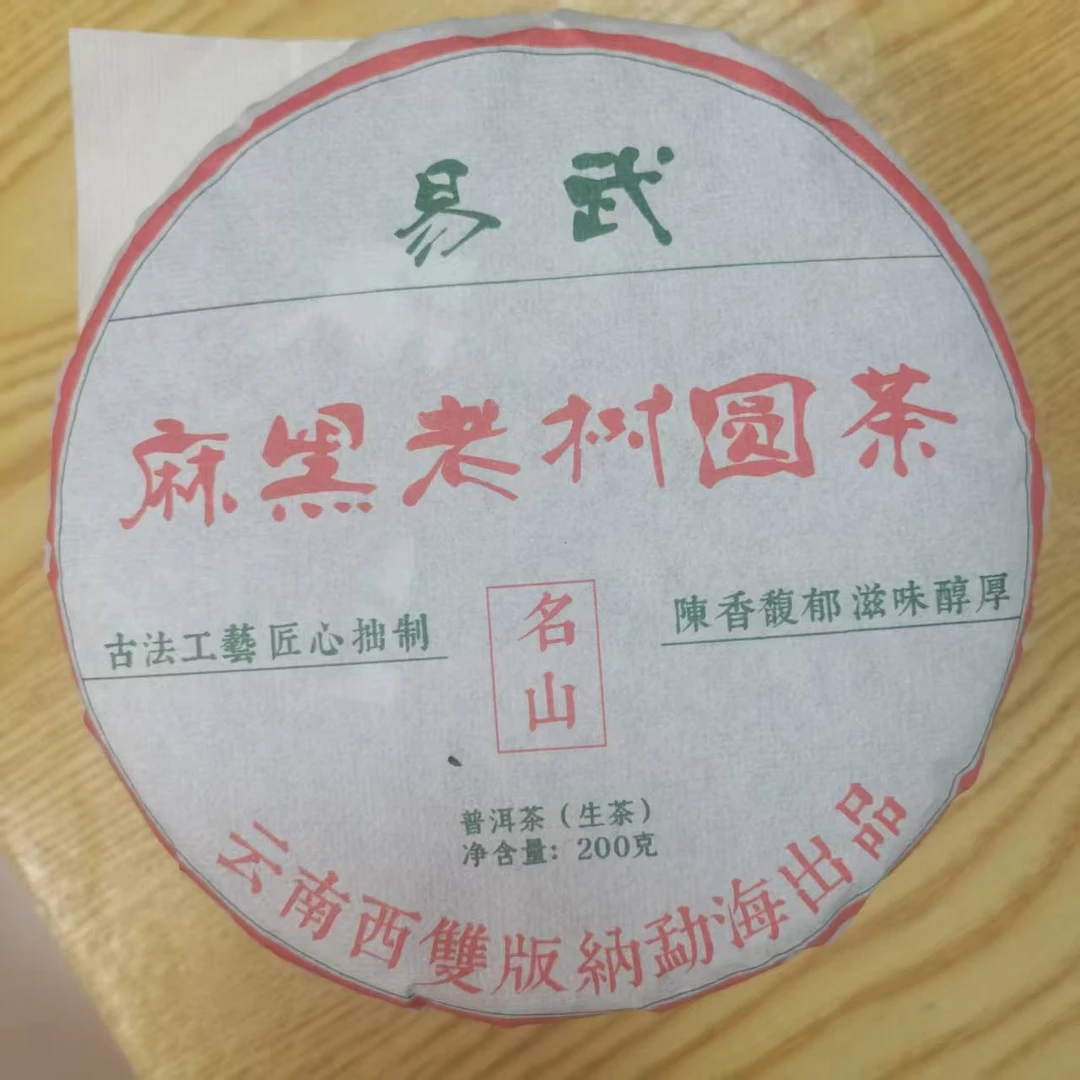 易武
麻黑老树圆茶
古法工藝 匠心拙制
陳香馥郁 滋味醇厚
名山
普洱茶（生茶）
净含量：200克
云南西雙版納勐海出品